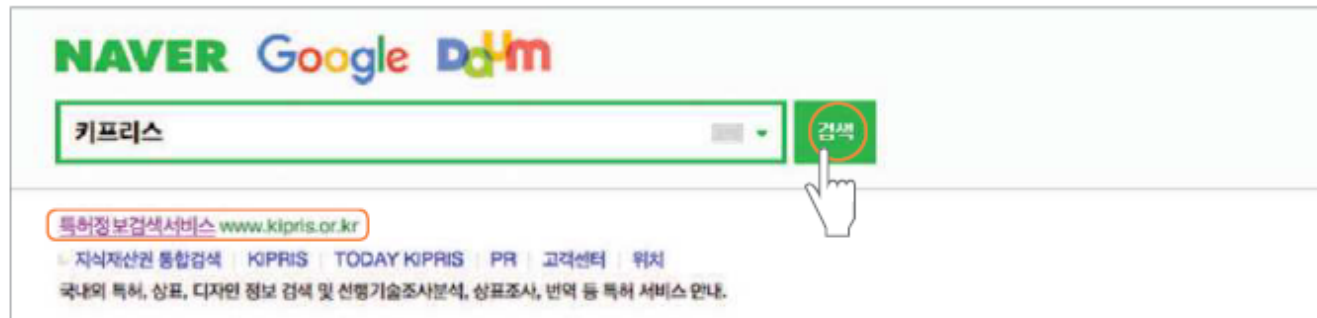 NAVER Google Daum
키프리스 검색
특허정보검색서비스 www.kipris.or.kr
지식재산권 통합검색 KIPRIS TODAY KIPRIS PR 고객센터 위치
국내외 특허, 상표, 디자인 정보 검색 및 선행기술조사분석, 상표조사, 번역 등 특허 서비스 안내.